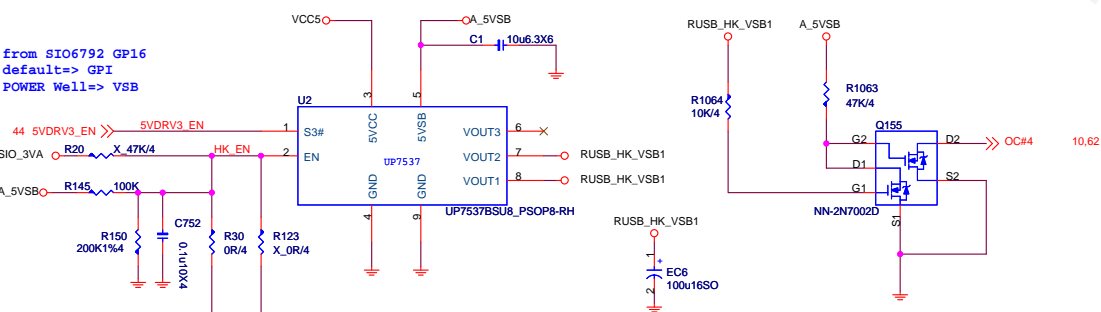 VCC5
A_5VSB
C1
10u6.3X6
from SIO6792 GP16
default=> GPI
POWER Well=> VSB
U2
3
5
5VCC
5VSB
44 5VDRV3_EN
5VDRV3_EN
1
S3#
VOUT3
6
SIO_3VA
R20
X_47K/4
HK_EN
2
EN
UP7537
VOUT2
7
RUSB_HK_VSB1
A_5VSB
R145
100K
VOUT1
8
RUSB_HK_VSB1
GND
GND
UP7537BSU8_PSOP8-RH
4
9
R150
200K1%4
C752
0.1u10X4
R30
0R/4
R123
X_0R/4
RUSB_HK_VSB1
1
+
EC6
100u16SO
2
RUSB_HK_VSB1
A_5VSB
R1064
10K/4
R1063
47K/4
Q155
G2
D2
OC#4
10,62
D1
S2
G1
NN-2N7002D
S1